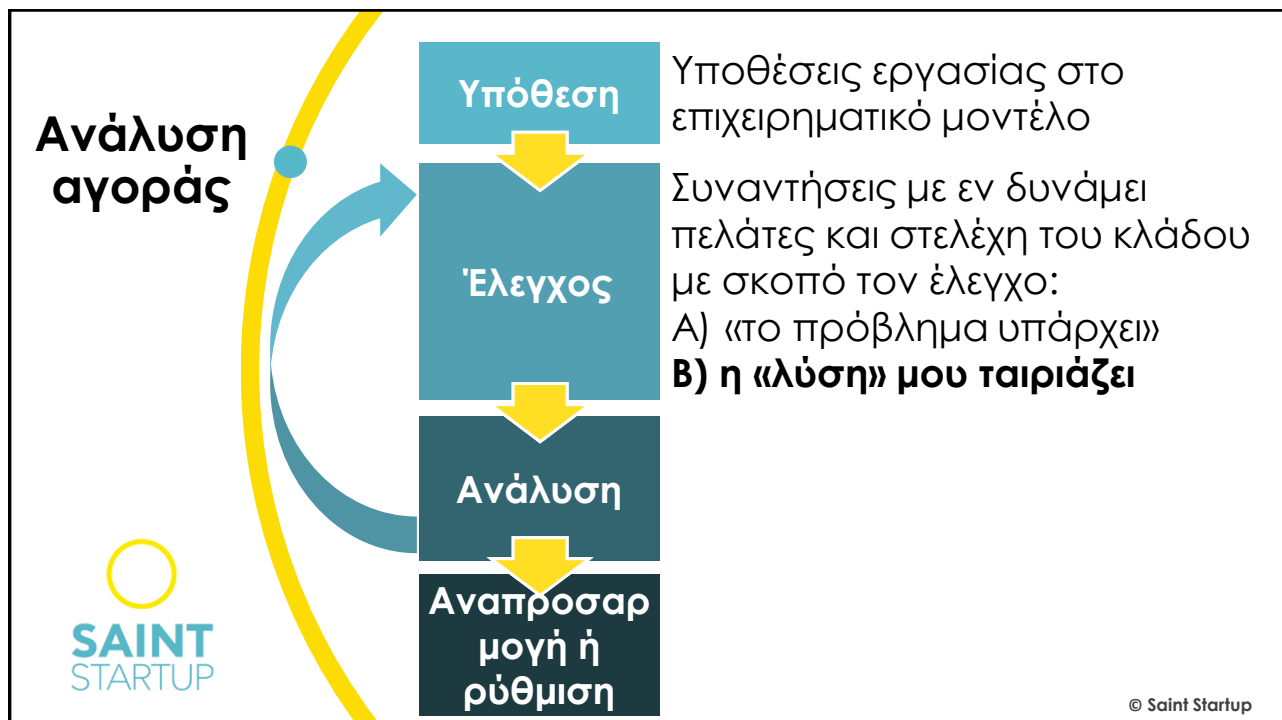 Ανάλυση
αγοράς
Υπόθεση
Υποθέσεις εργασίας στο
επιχειρηματικό μοντέλο
Έλεγχος
Συναντήσεις με εν δυνάμει
πελάτες και στελέχη του κλάδου
με σκοπό τον έλεγχο:
Α) «το πρόβλημα υπάρχει»
Β) η «λύση» μου ταιριάζει
Ανάλυση
Αναπροσαρ
μογή ή
ρύθμιση
SAINT
STARTUP
© Saint Startup